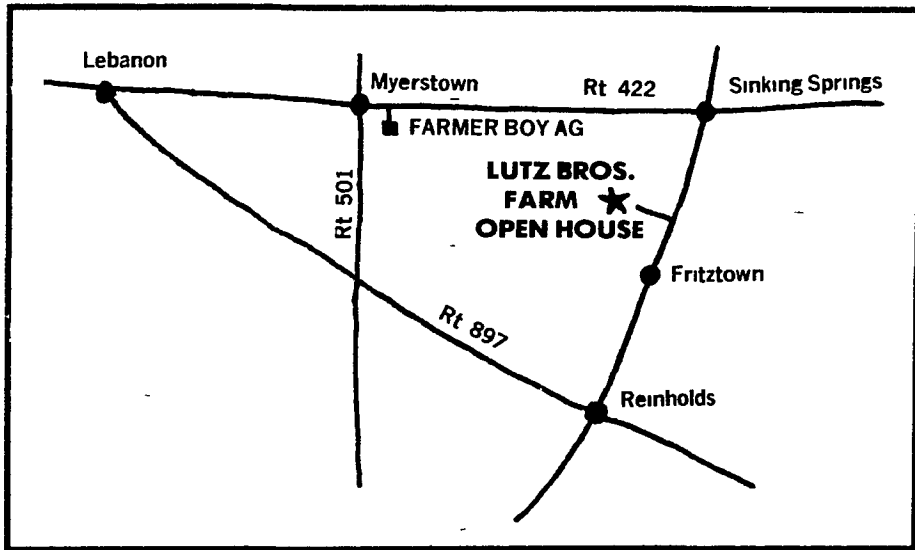 Lebanon
Myerstown
Rt 422
Sinking Springs
FARMER BOY AG
LUTZ BROS.
FARM
OPEN HOUSE
Rt 501
Fritztown
Rt 897
Reinholds